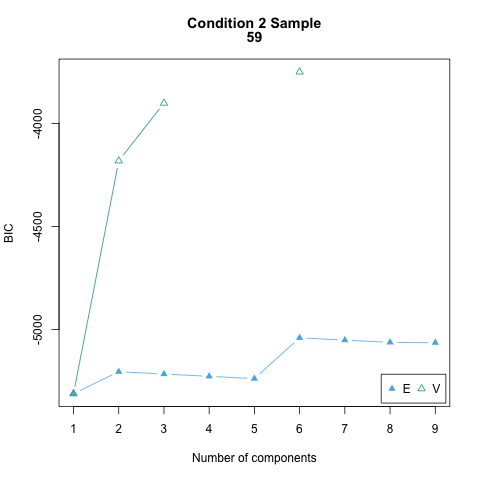 Condition 2 Sample
59
BIC
-4000
-4500
-5000
E V
1 2 3 4 5 6 7 8 9
Number of components